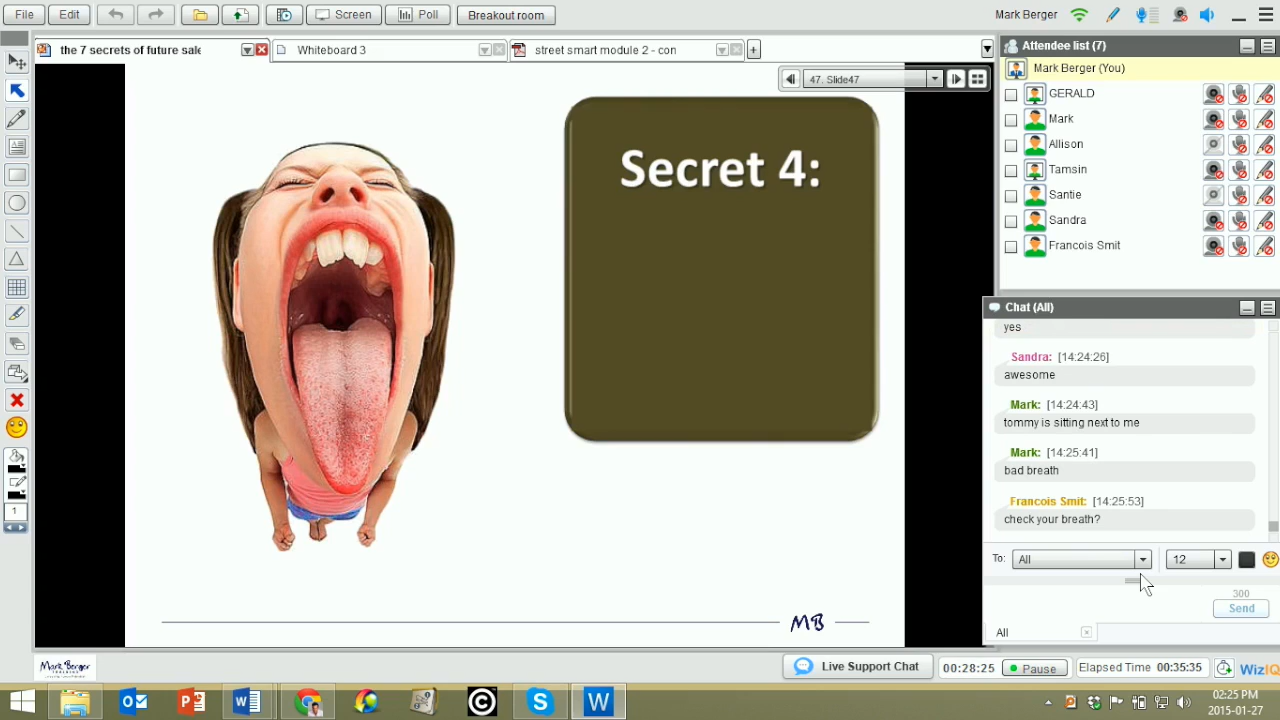 File
Edit
Screen
Poll
Breakout room
Mark Berger
the 7 secrets of future sale
Whiteboard 3
street smart module 2 - con
47. Slide47
Secret 4:
MB
Attendee list (7)
Mark Berger (You)
GERALD
Mark
Allison
Tamsin
Santie
Sandra
Francois Smit
Chat (All)
yes
Sandra: [14:24:26]
awesome
Mark: [14:24:43]
tommy is sitting next to me
Mark: [14:25:41]
bad breath
Francois Smit: [14:25:53]
check your breath?
To: All 12
300
Send
All
1
Mark Berger
Live Support Chat
00:28:25
Pause
Elapsed Time 00:35:35
WizIQ
02:25 PM
2015-01-27